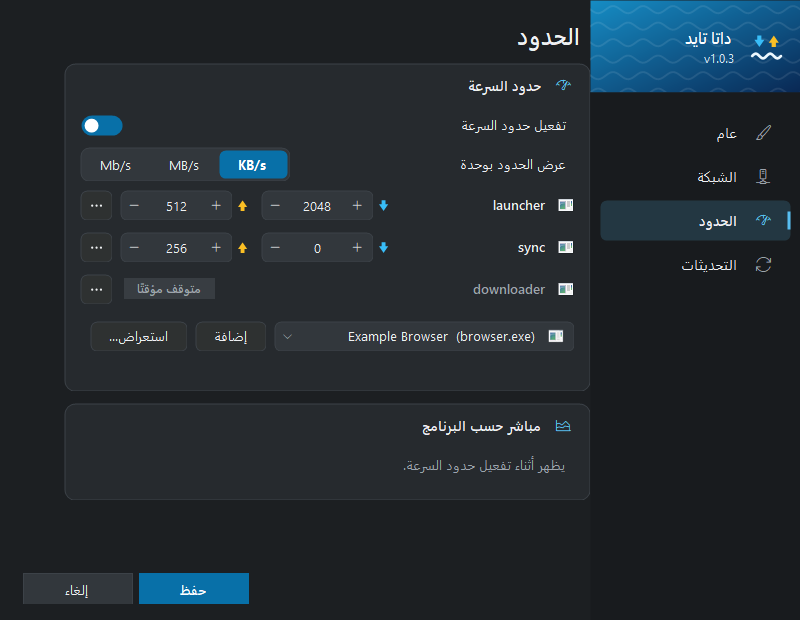 داتا تايد
v1.0.3
عام
الشبكة
الحدود
التحديثات
الحدود
حدود السرعة
تفعيل حدود السرعة
عرض الحدود بوحدة
KB/s MB/s Mb/s
launcher 2048 512 ...
sync 0 256 ...
downloader متوقف مؤقتًا ...
Example Browser (browser.exe) إضافة استعراض...
مباشر حسب البرنامج
يظهر أثناء تفعيل حدود السرعة.
حفظ إلغاء